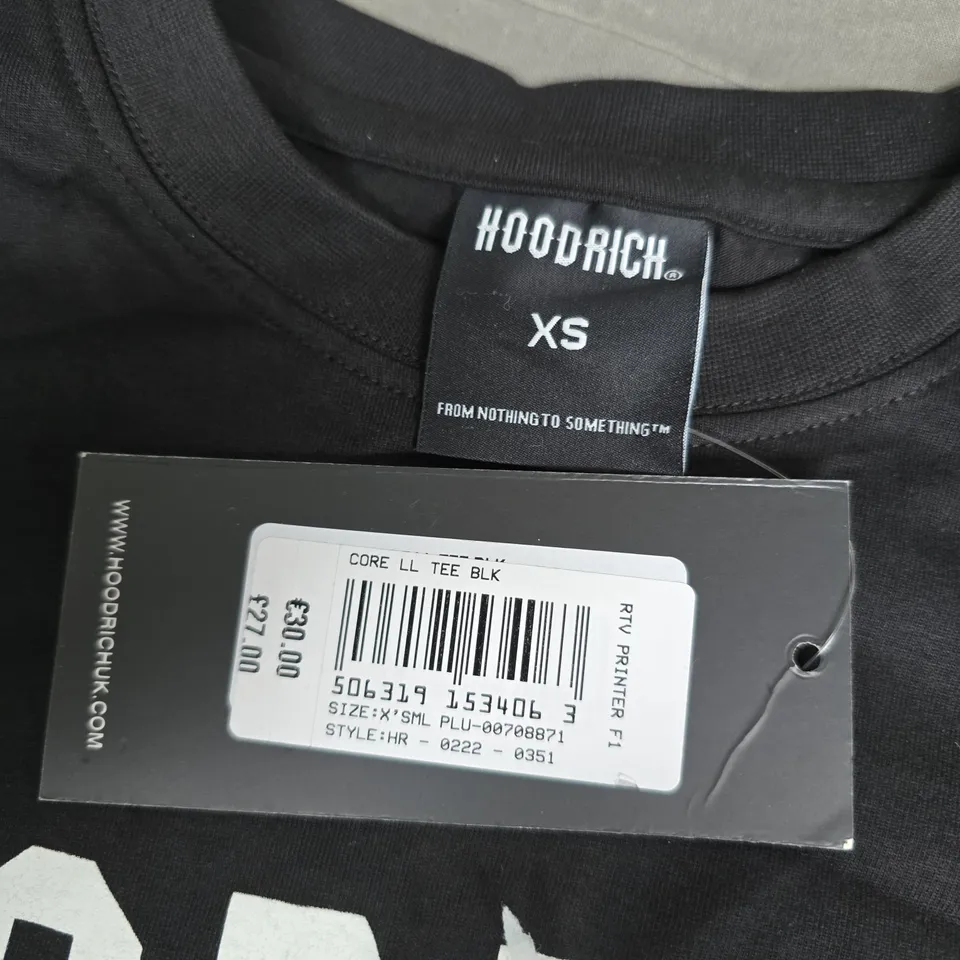 HOODRICH®
XS
FROM NOTHING TO SOMETHING™
WWW.HOODRICHUK.COM
CORE LL TEE BLK
£30.00
£27.00
506319 153406 3
SIZE:X'SML PLU-00708871
STYLE:HR - 0222 - 0351
RTV PRINTER F1